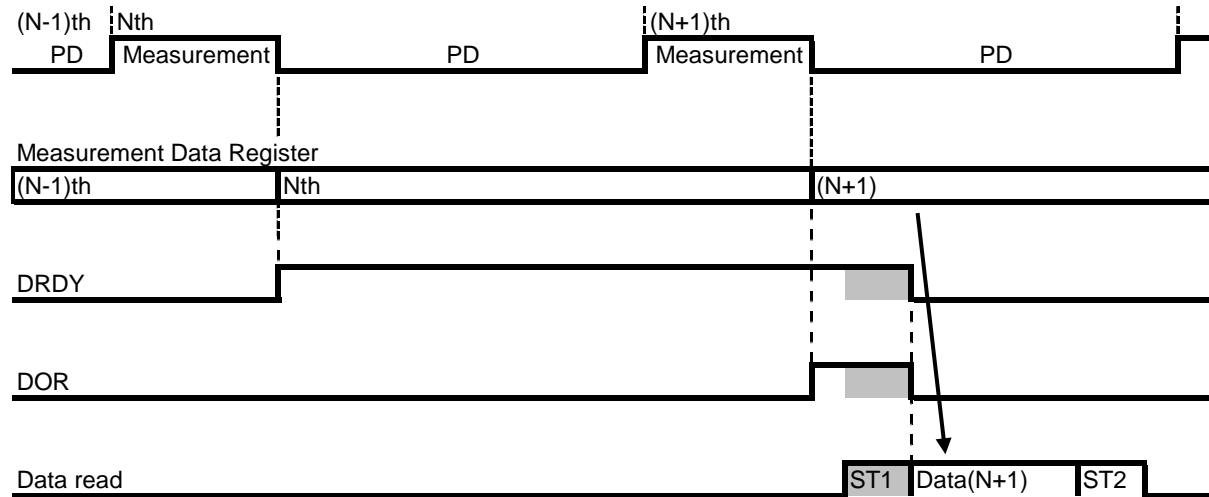 (N-1)th Nth (N+1)th
PD Measurement PD Measurement PD
Measurement Data Register
(N-1)th Nth (N+1)
DRDY
DOR
Data read ST1 Data(N+1) ST2